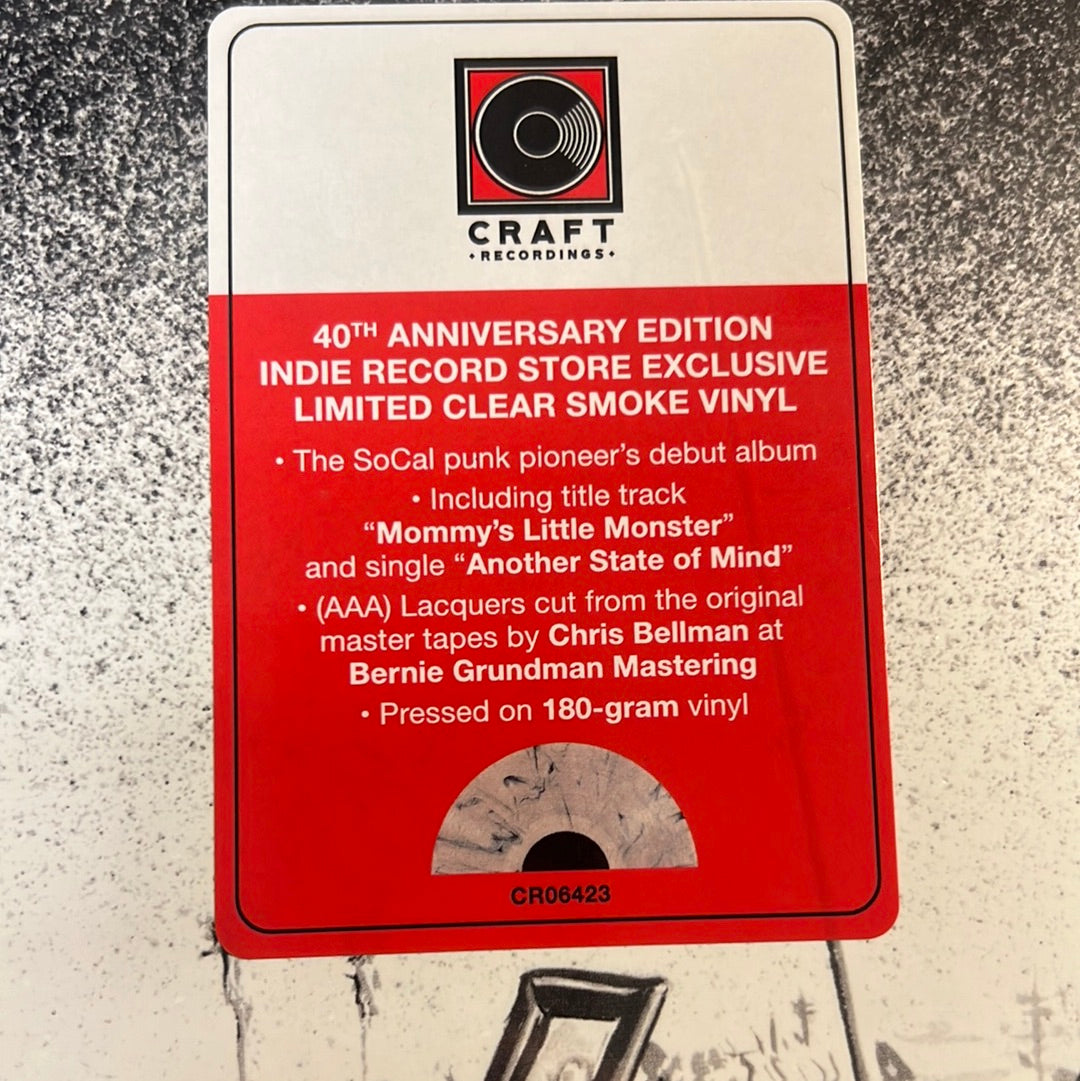 CRAFT
• RECORDINGS •
40TH ANNIVERSARY EDITION
INDIE RECORD STORE EXCLUSIVE
LIMITED CLEAR SMOKE VINYL
• The SoCal punk pioneer's debut album
• Including title track
“Mommy's Little Monster”
and single “Another State of Mind”
• (AAA) Lacquers cut from the original
master tapes by Chris Bellman at
Bernie Grundman Mastering
• Pressed on 180-gram vinyl
CR06423